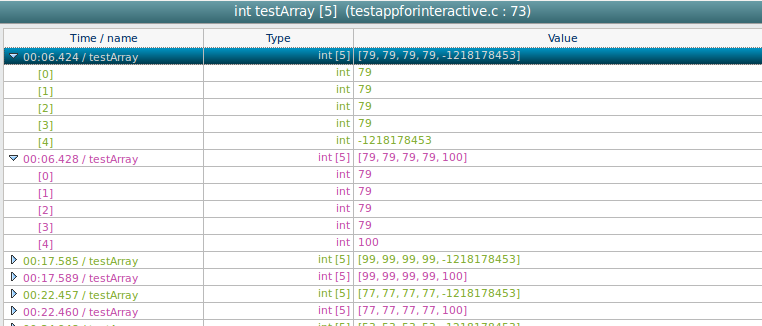 int testArray [5]  (testappforinteractive.c : 73)
Time / name Type Value
00:06.424 / testArray int [5] [79, 79, 79, 79, -1218178453]
[0] int 79
[1] int 79
[2] int 79
[3] int 79
[4] int -1218178453
00:06.428 / testArray int [5] [79, 79, 79, 79, 100]
[0] int 79
[1] int 79
[2] int 79
[3] int 79
[4] int 100
00:17.585 / testArray int [5] [99, 99, 99, 99, -1218178453]
00:17.589 / testArray int [5] [99, 99, 99, 99, 100]
00:22.457 / testArray int [5] [77, 77, 77, 77, -1218178453]
00:22.460 / testArray int [5] [77, 77, 77, 77, 100]